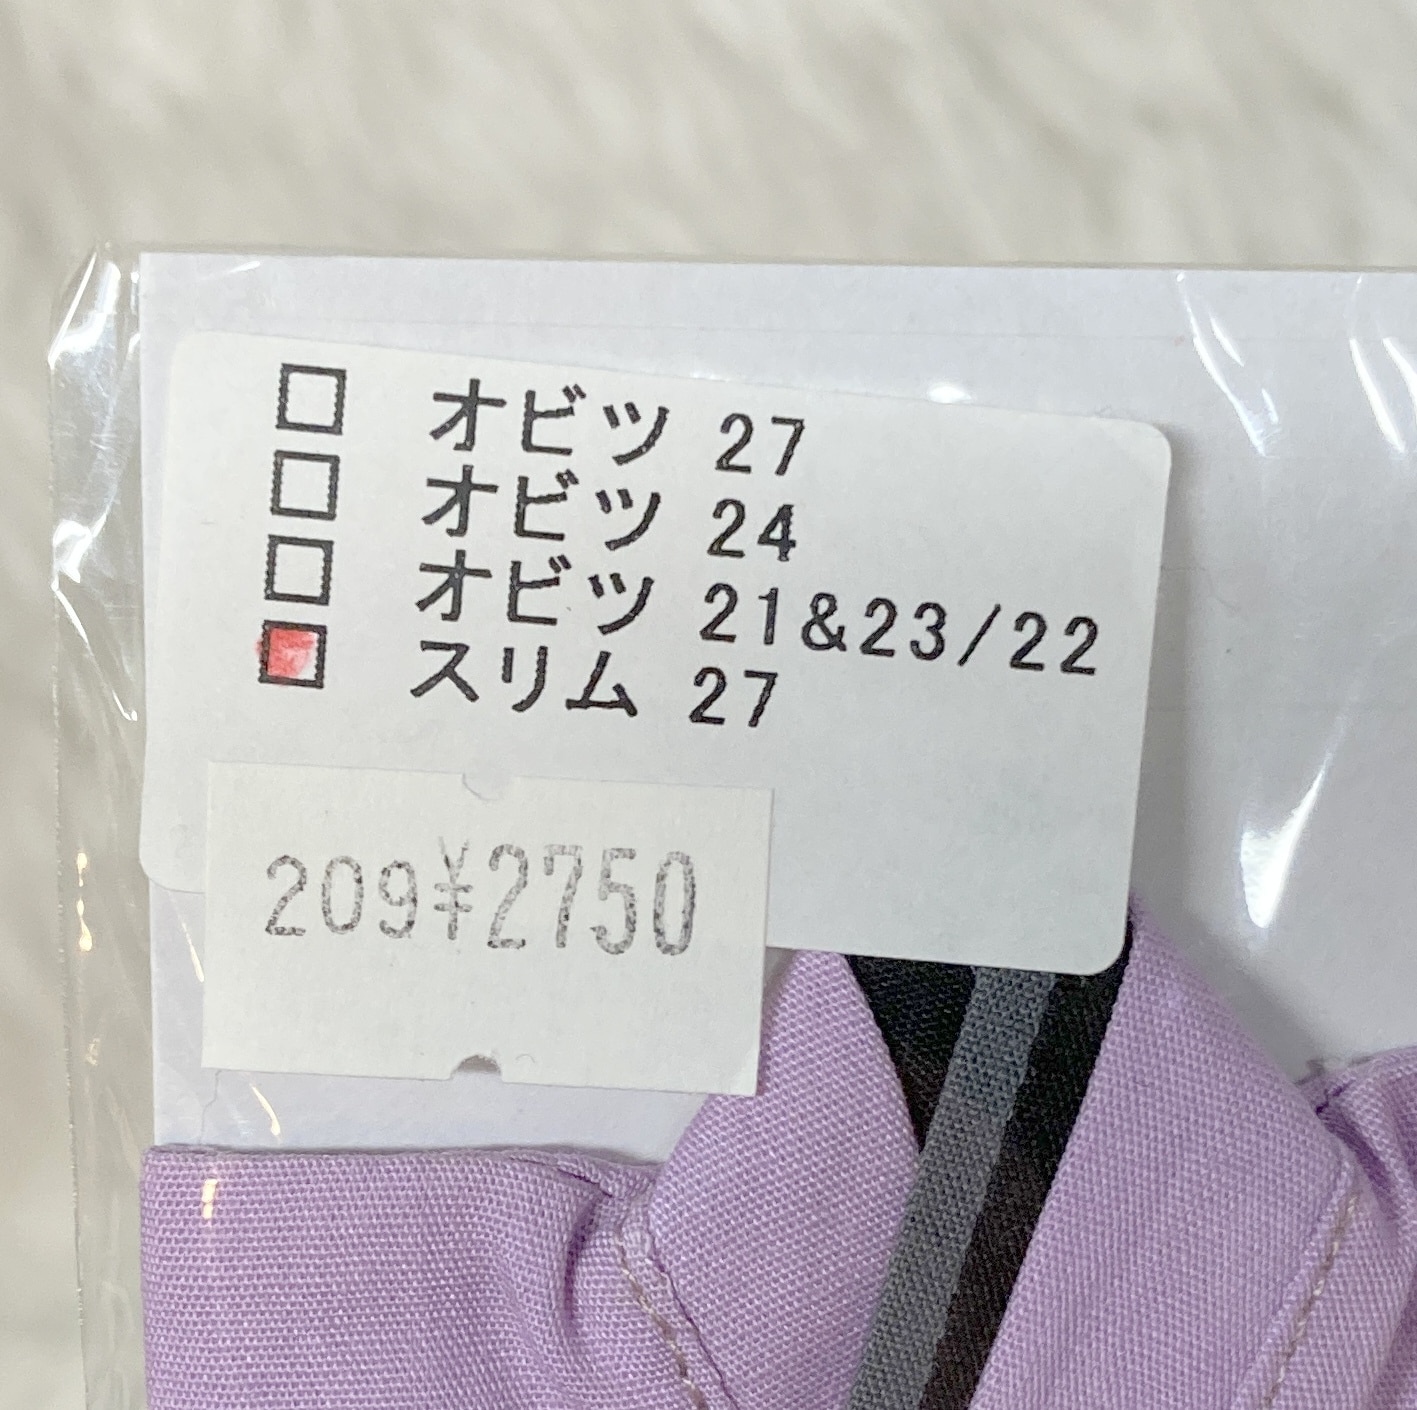 □ オビツ 27
□ オビツ 24
□ オビツ 21&23/22
■ スリム 27
209¥2750